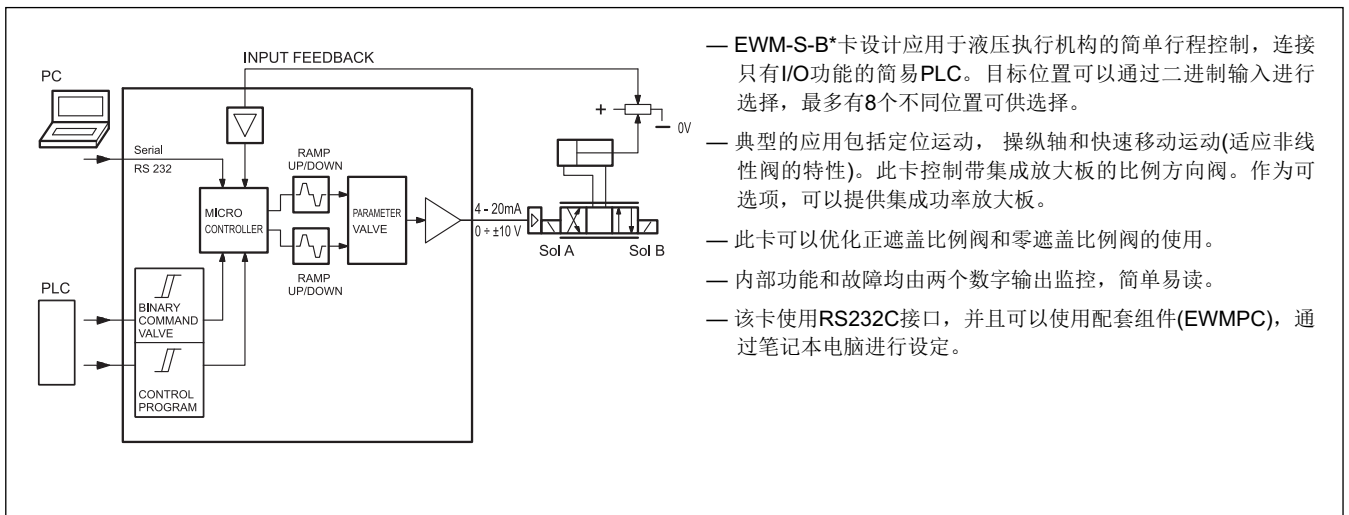 INPUT FEEDBACK
PC
Serial
RS 232
RAMP
UP/DOWN
MICRO
CONTROLLER
PARAMETER
VALVE
RAMP
UP/DOWN
4 - 20mA
0 ÷ ±10 V
+
— 0V
Sol A
Sol B
PLC
BINARY
COMMAND
VALVE
CONTROL
PROGRAM
— EWM-S-B*卡设计应用于液压执行机构的简单行程控制，连接
只有I/O功能的简易PLC。目标位置可以通过二进制输入进行
选择，最多有8个不同位置可供选择。
— 典型的应用包括定位运动， 操纵轴和快速移动运动(适应非线
性阀的特性)。此卡控制带集成放大板的比例方向阀。作为可
选项，可以提供集成功率放大板。
— 此卡可以优化正遮盖比例阀和零遮盖比例阀的使用。
— 内部功能和故障均由两个数字输出监控，简单易读。
— 该卡使用RS232C接口，并且可以使用配套组件(EWMPC)，通
过笔记本电脑进行设定。